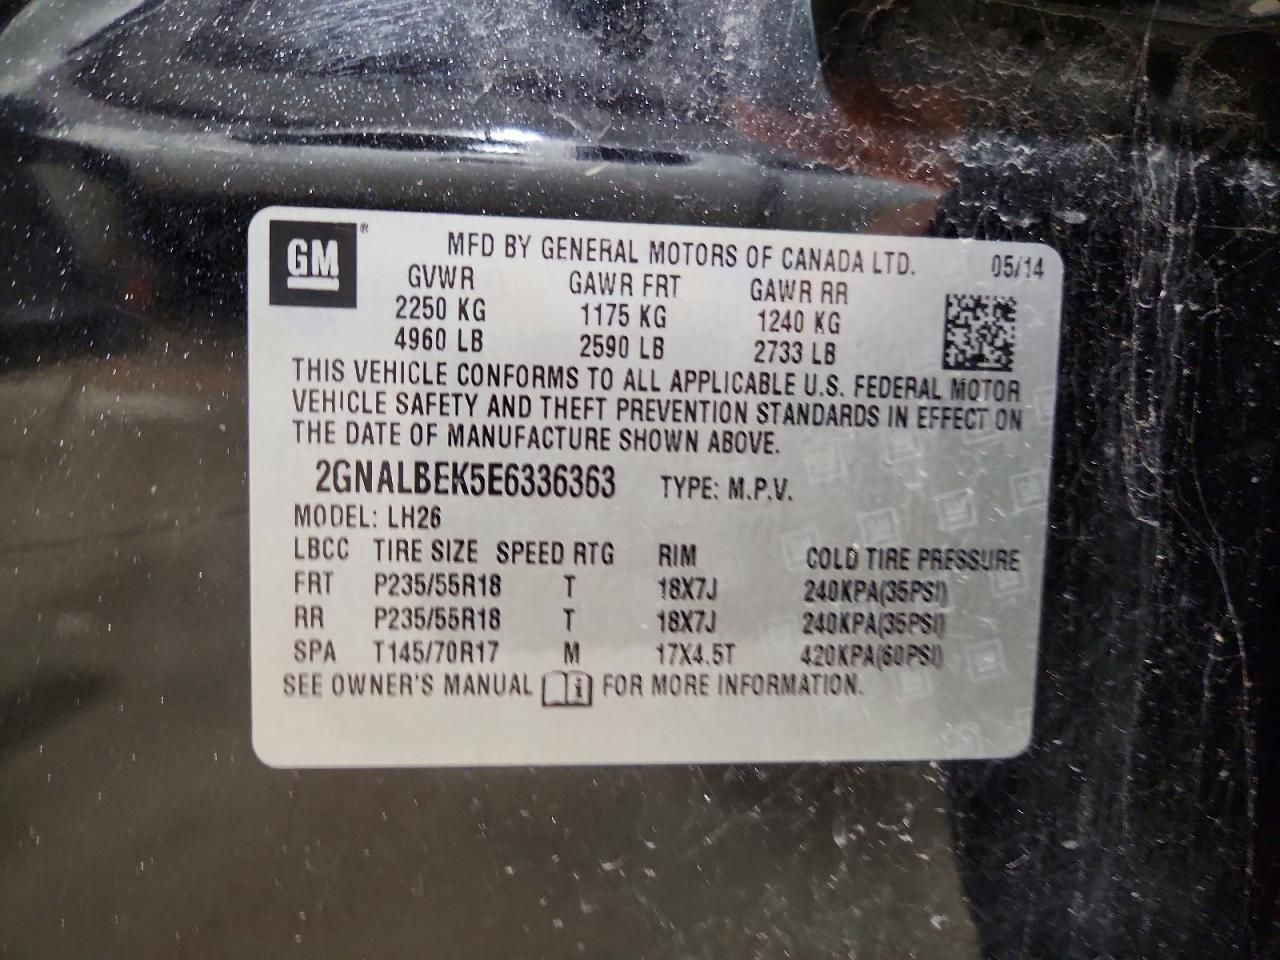 GM®
MFD BY GENERAL MOTORS OF CANADA LTD. 05/14
GVWR GAWR FRT GAWR RR
2250 KG 1175 KG 1240 KG
4960 LB 2590 LB 2733 LB
THIS VEHICLE CONFORMS TO ALL APPLICABLE U.S. FEDERAL MOTOR
VEHICLE SAFETY AND THEFT PREVENTION STANDARDS IN EFFECT ON
THE DATE OF MANUFACTURE SHOWN ABOVE.
2GNALBEK5E6336363 TYPE: M.P.V.
MODEL: LH26
LBCC TIRE SIZE SPEED RTG RIM COLD TIRE PRESSURE
FRT P235/55R18 T 18X7J 240KPA(35PSI)
RR P235/55R18 T 18X7J 240KPA(35PSI)
SPA T145/70R17 M 17X4.5T 420KPA(60PSI)
SEE OWNER'S MANUAL i FOR MORE INFORMATION.